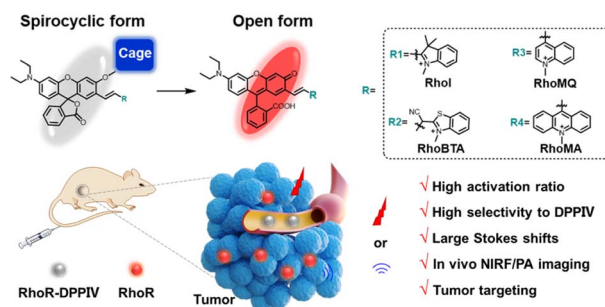 Spirocyclic form
Open form
Cage
N
O
O
R
O
O
N
O
O
R
COOH
R=
R1=
N+
RhoI
R3=
N+
RhoMQ
R2=
CN
S
N+
RhoBTA
R4=
N+
RhoMA
RhoR-DPPIV
RhoR
Tumor
or
√ High activation ratio
√ High selectivity to DPPIV
√ Large Stokes shifts
√ In vivo NIRF/PA imaging
√ Tumor targeting